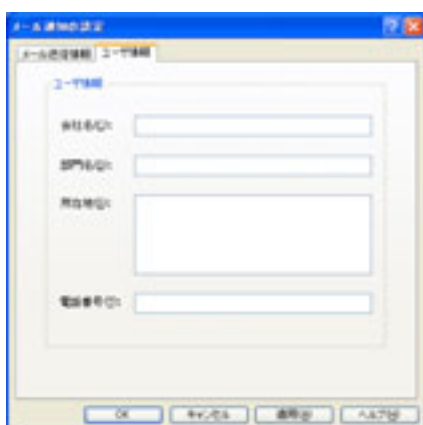 メール通知の設定
メール送信情報 ユーザ情報
ユーザ情報
会社名(C):
部門名(D):
所在地(L):
電話番号(T):
OK キャンセル 適用(A) ヘルプ(H)